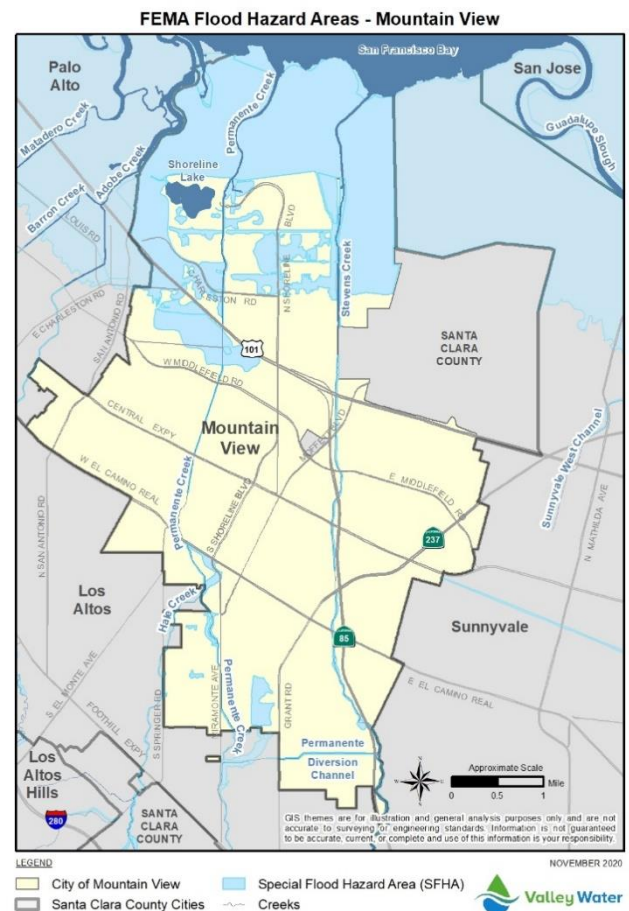 FEMA Flood Hazard Areas - Mountain View
San Francisco Bay
Palo
Alto
San Jose
Matadero Creek
Adobe Creek
Barron Creek
Permanente Creek
Guadalupe Slough
Shoreline
Lake
LOUIS RD
N SHORELINE BLVD
Stevens Creek
E CHARLESTON RD
SAN ANTONIO RD
CHARLESTON RD
101
SANTA
CLARA
COUNTY
W MIDDLEFIELD RD
Mountain
View
MOFFETT BLVD
CENTRAL EXPY
W EL CAMINO REAL
Permanente Creek
S SHORELINE BLVD
E MIDDLEFIELD RD
Sunnyvale West Channel
N MATHILDA AVE
237
N SAN ANTONIO RD
Los
Altos
Hale Creek
Sunnyvale
85
S EL MONTE AVE
FOOTHILL EXPY
S SPRINGER RD
MIRAMONTE AVE
Permanente Creek
GRANT RD
E EL CAMINO REAL
Permanente
Diversion
Channel
Los
Altos
Hills
280
SANTA
CLARA
COUNTY
Approximate Scale
Mile
0 0.5 1
GIS themes are for illustration and general analysis purposes only and are not
accurate to surveying or engineering standards. Information is not guaranteed
to be accurate, current, or complete and use of this information is your responsibility.
LEGEND
NOVEMBER 2020
City of Mountain View
Special Flood Hazard Area (SFHA)
Santa Clara County Cities
Creeks
Valley Water